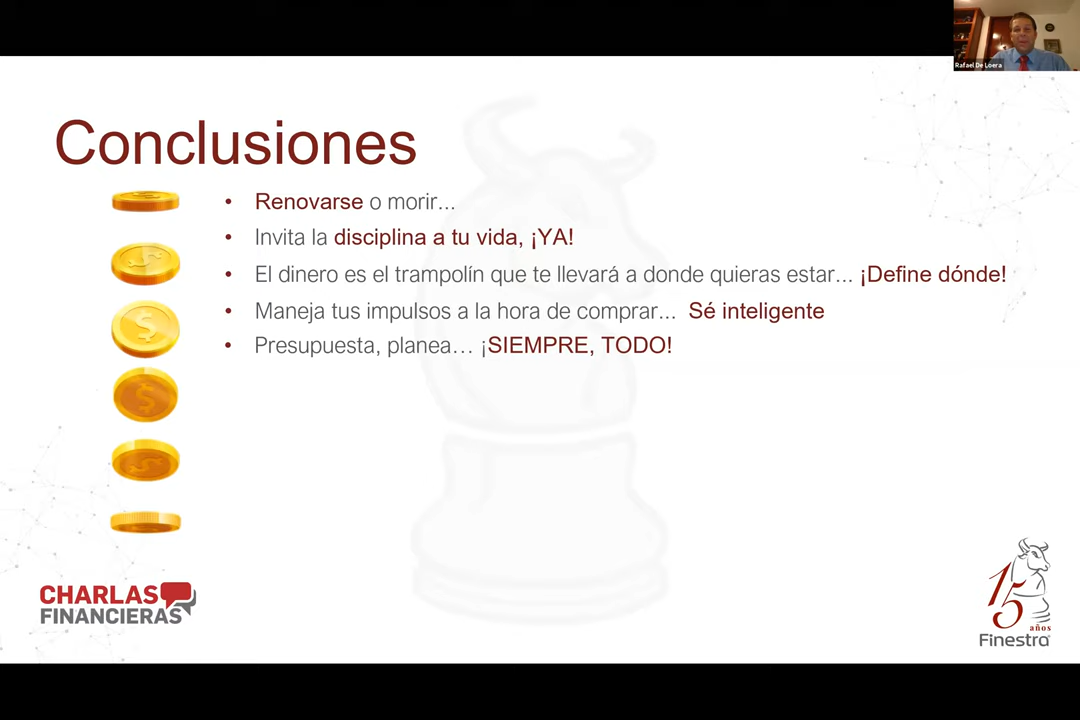 Rafael De Loera
Conclusiones
• Renovarse o morir...
• Invita la disciplina a tu vida, ¡YA!
• El dinero es el trampolín que te llevará a donde quieras estar... ¡Define dónde!
• Maneja tus impulsos a la hora de comprar... Sé inteligente
• Presupuesta, planea… ¡SIEMPRE, TODO!
CHARLAS
FINANCIERAS
15
años
Finestra